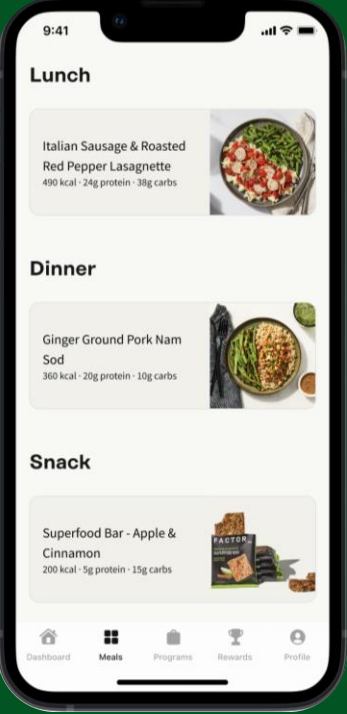 9:41
Lunch
Italian Sausage & Roasted
Red Pepper Lasagnette
490 kcal · 24g protein · 38g carbs
Dinner
Ginger Ground Pork Nam
Sod
360 kcal · 20g protein · 10g carbs
Snack
Superfood Bar - Apple &
Cinnamon
200 kcal · 5g protein · 15g carbs
FACTOR_
Dashboard
Meals
Programs
Rewards
Profile